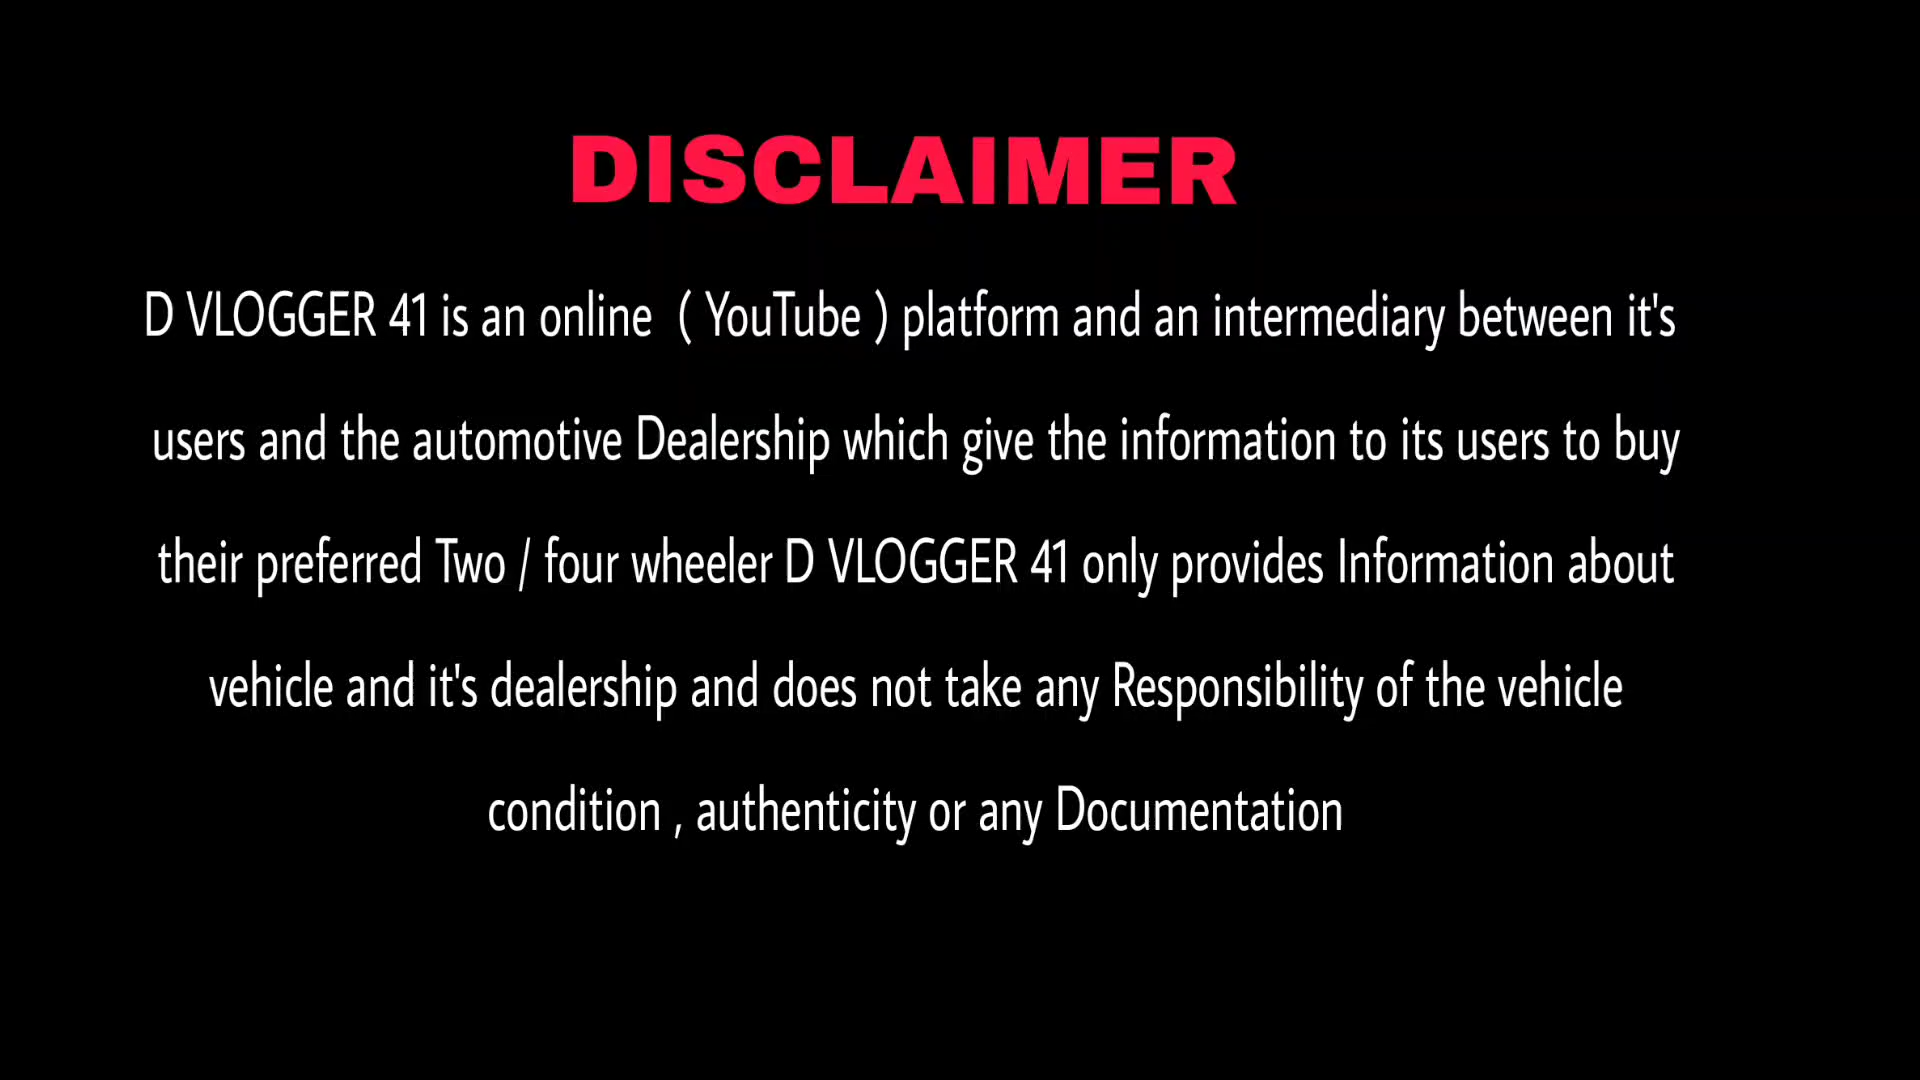 DISCLAIMER
D VLOGGER 41 is an online  ( YouTube ) platform and an intermediary between it's
users and the automotive Dealership which give the information to its users to buy
their preferred Two / four wheeler D VLOGGER 41 only provides Information about
vehicle and it's dealership and does not take any Responsibility of the vehicle
condition , authenticity or any Documentation